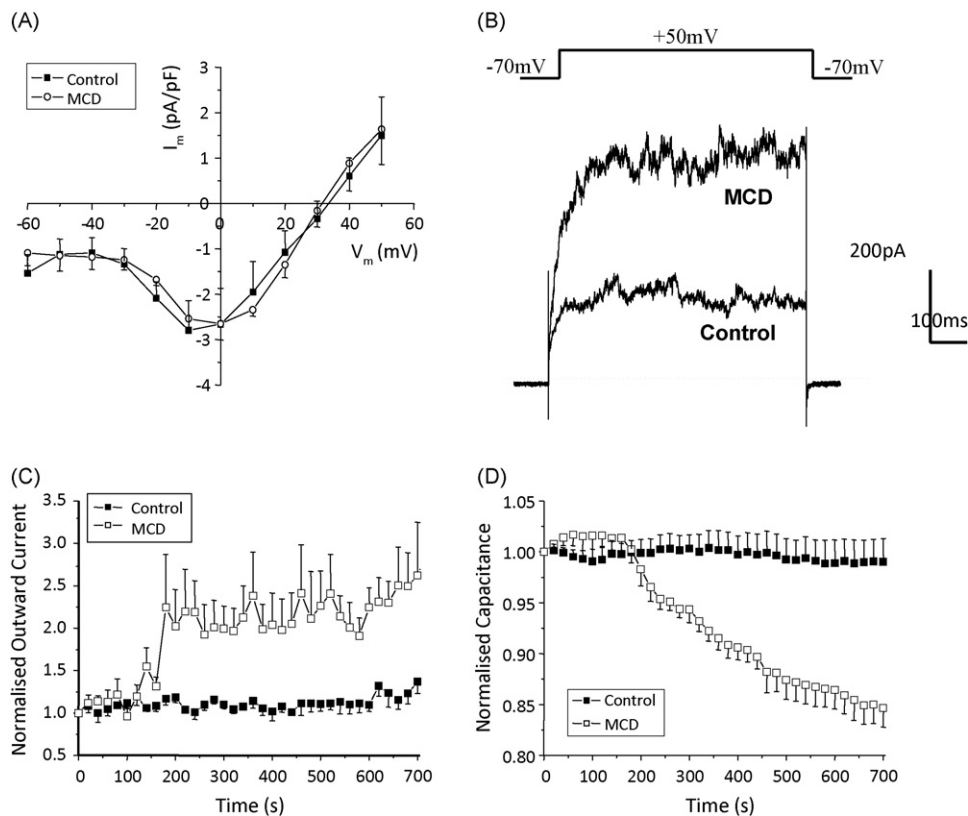 (A)
Control
MCD
I_m (pA/pF)
3
2
1
0
-1
-2
-3
-4
-60 -40 -20 0 20 40 60
V_m (mV)
(B)
+50mV
-70mV -70mV
MCD
Control
200pA
100ms
(C)
Control
MCD
Normalised Outward Current
3.5
3.0
2.5
2.0
1.5
1.0
0.5
0 100 200 300 400 500 600 700
Time (s)
(D)
Normalised Capacitance
1.05
1.00
0.95
0.90
0.85
0.80
Control
MCD
0 100 200 300 400 500 600 700
Time (s)